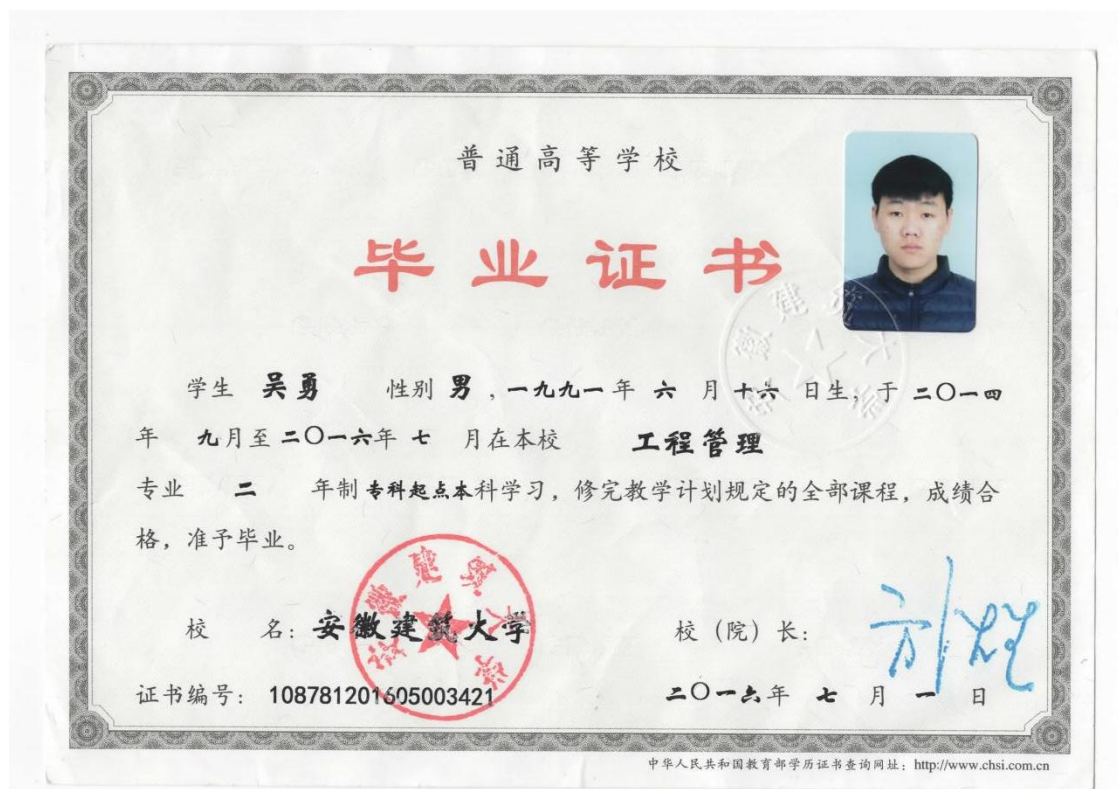 普通高等学校
毕业证书
学生 吴勇 性别 男，一九九一年 六 月 十六 日生，于 二〇一四
年 九月至 二〇一六年 七 月在本校 工程管理
专业 二 年制 专科起点本科学习，修完教学计划规定的全部课程，成绩合
格，准予毕业。
校 名：安徽建筑大学 校（院）长：
证书编号：108781201605003421 二〇一六年 七 月 一 日
中华人民共和国教育部学历证书查询网址：http://www.chsi.com.cn